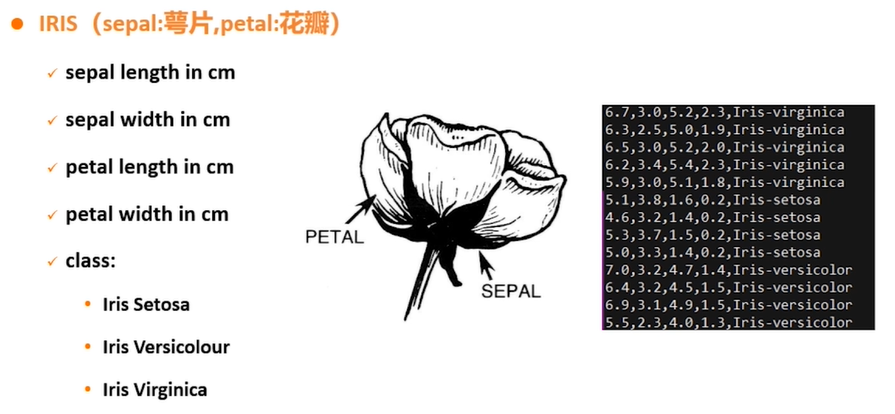 IRIS（sepal:萼片,petal:花瓣）
sepal length in cm
sepal width in cm
petal length in cm
petal width in cm
class:
Iris Setosa
Iris Versicolour
Iris Virginica
PETAL
SEPAL
6.7,3.0,5.2,2.3,Iris-virginica
6.3,2.5,5.0,1.9,Iris-virginica
6.5,3.0,5.2,2.0,Iris-virginica
6.2,3.4,5.4,2.3,Iris-virginica
5.9,3.0,5.1,1.8,Iris-virginica
5.1,3.8,1.6,0.2,Iris-setosa
4.6,3.2,1.4,0.2,Iris-setosa
5.3,3.7,1.5,0.2,Iris-setosa
5.0,3.3,1.4,0.2,Iris-setosa
7.0,3.2,4.7,1.4,Iris-versicolor
6.4,3.2,4.5,1.5,Iris-versicolor
6.9,3.1,4.9,1.5,Iris-versicolor
5.5,2.3,4.0,1.3,Iris-versicolor